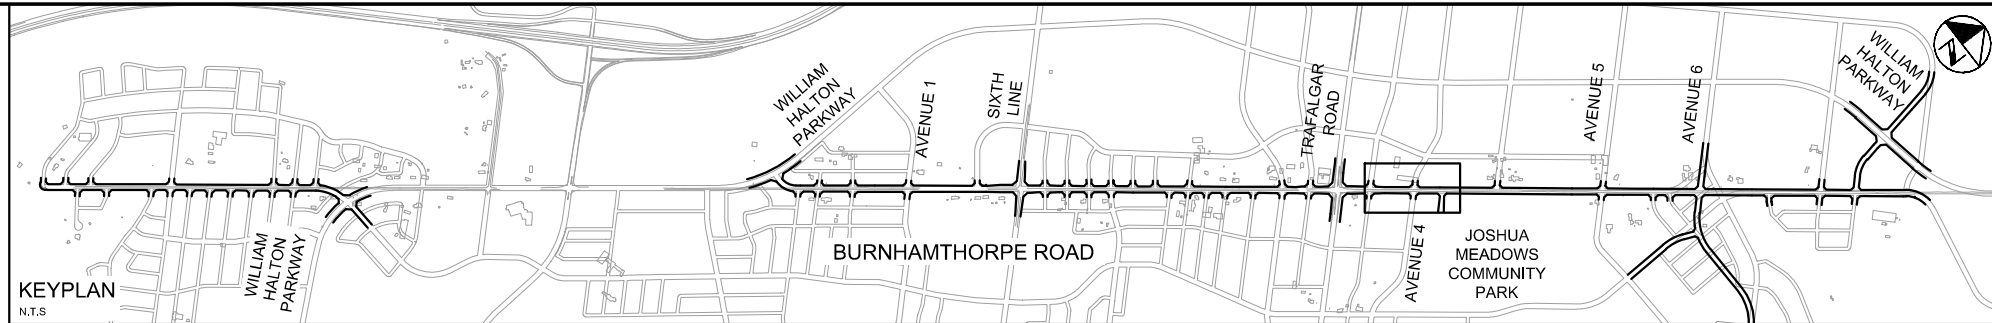 WILLIAM
HALTON
PARKWAY
AVENUE 1
SIXTH
LINE
TRAFALGAR
ROAD
AVENUE 5
AVENUE 6
WILLIAM
HALTON
PARKWAY
N
WILLIAM
HALTON
PARKWAY
BURNHAMTHORPE ROAD
AVENUE 4
JOSHUA
MEADOWS
COMMUNITY
PARK
KEYPLAN
N.T.S